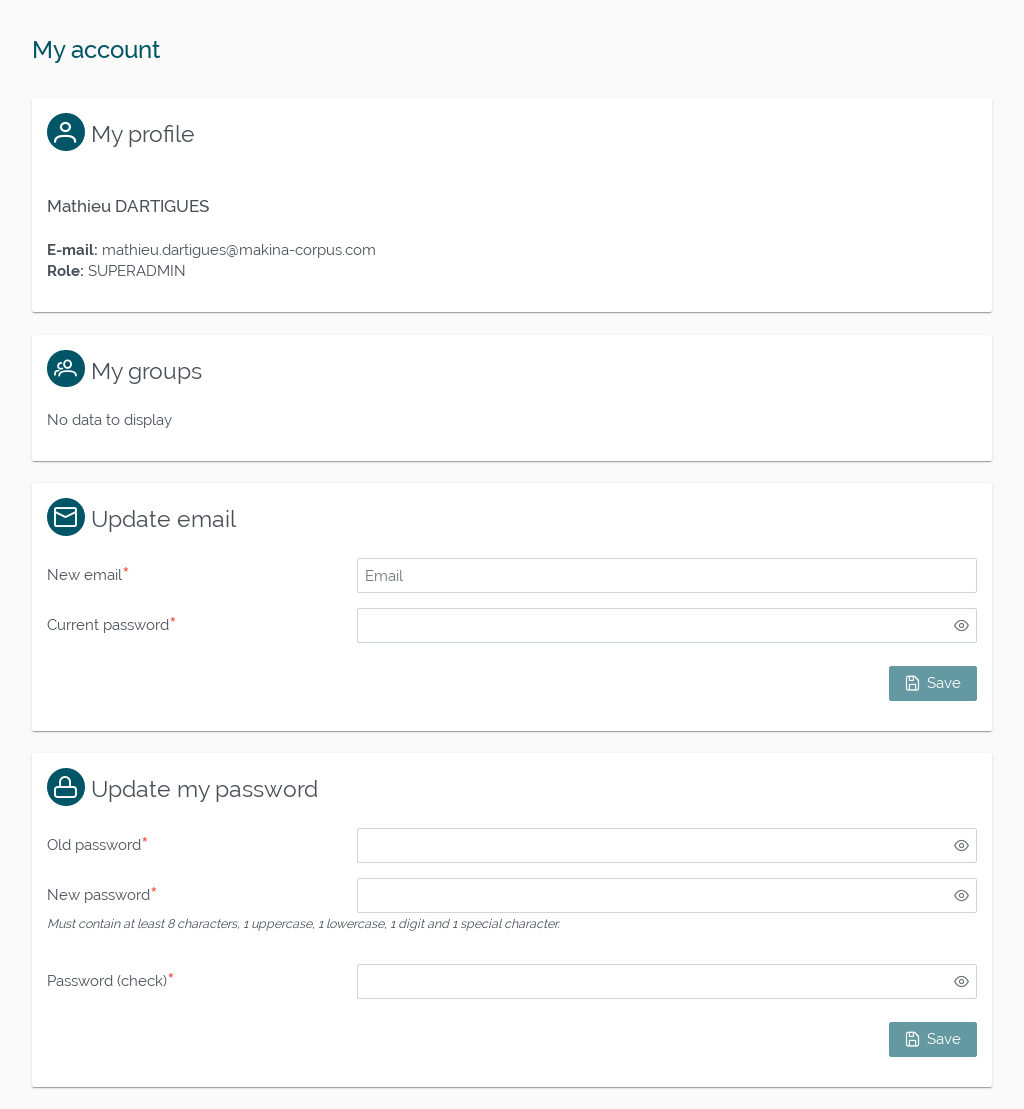 My account
My profile
Mathieu DARTIGUES
E-mail: mathieu.dartigues@makina-corpus.com
Role: SUPERADMIN
My groups
No data to display
Update email
New email*
Email
Current password*
Save
Update my password
Old password*
New password*
Must contain at least 8 characters, 1 uppercase, 1 lowercase, 1 digit and 1 special character.
Password (check)*
Save